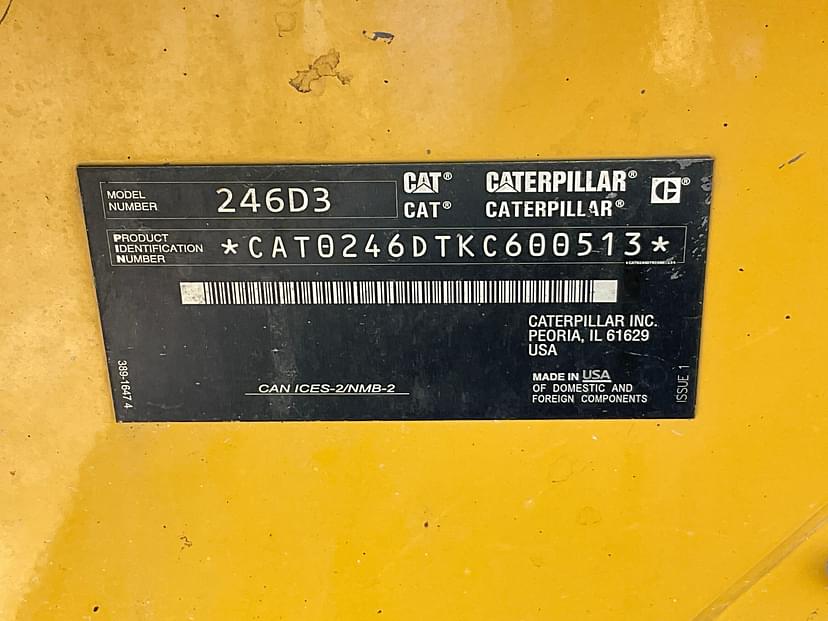 MODEL NUMBER 246D3
CAT® CATERPILLAR® C®
CAT® CATERPILLAR®
PRODUCT IDENTIFICATION NUMBER *CAT0246DTKC600513*
CATERPILLAR INC.
PEORIA, IL 61629
USA
MADE IN USA
OF DOMESTIC AND
FOREIGN COMPONENTS
CAN ICES-2/NMB-2
389-1647 4
ISSUE 1